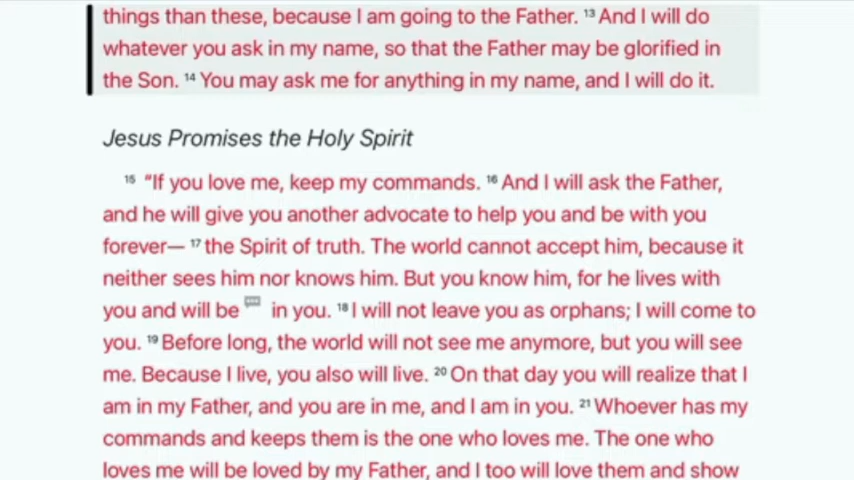 things than these, because I am going to the Father. 13 And I will do
whatever you ask in my name, so that the Father may be glorified in
the Son. 14 You may ask me for anything in my name, and I will do it.
Jesus Promises the Holy Spirit
15 “If you love me, keep my commands. 16 And I will ask the Father,
and he will give you another advocate to help you and be with you
forever— 17 the Spirit of truth. The world cannot accept him, because it
neither sees him nor knows him. But you know him, for he lives with
you and will be in you. 18 I will not leave you as orphans; I will come to
you. 19 Before long, the world will not see me anymore, but you will see
me. Because I live, you also will live. 20 On that day you will realize that I
am in my Father, and you are in me, and I am in you. 21 Whoever has my
commands and keeps them is the one who loves me. The one who
loves me will be loved by my Father, and I too will love them and show